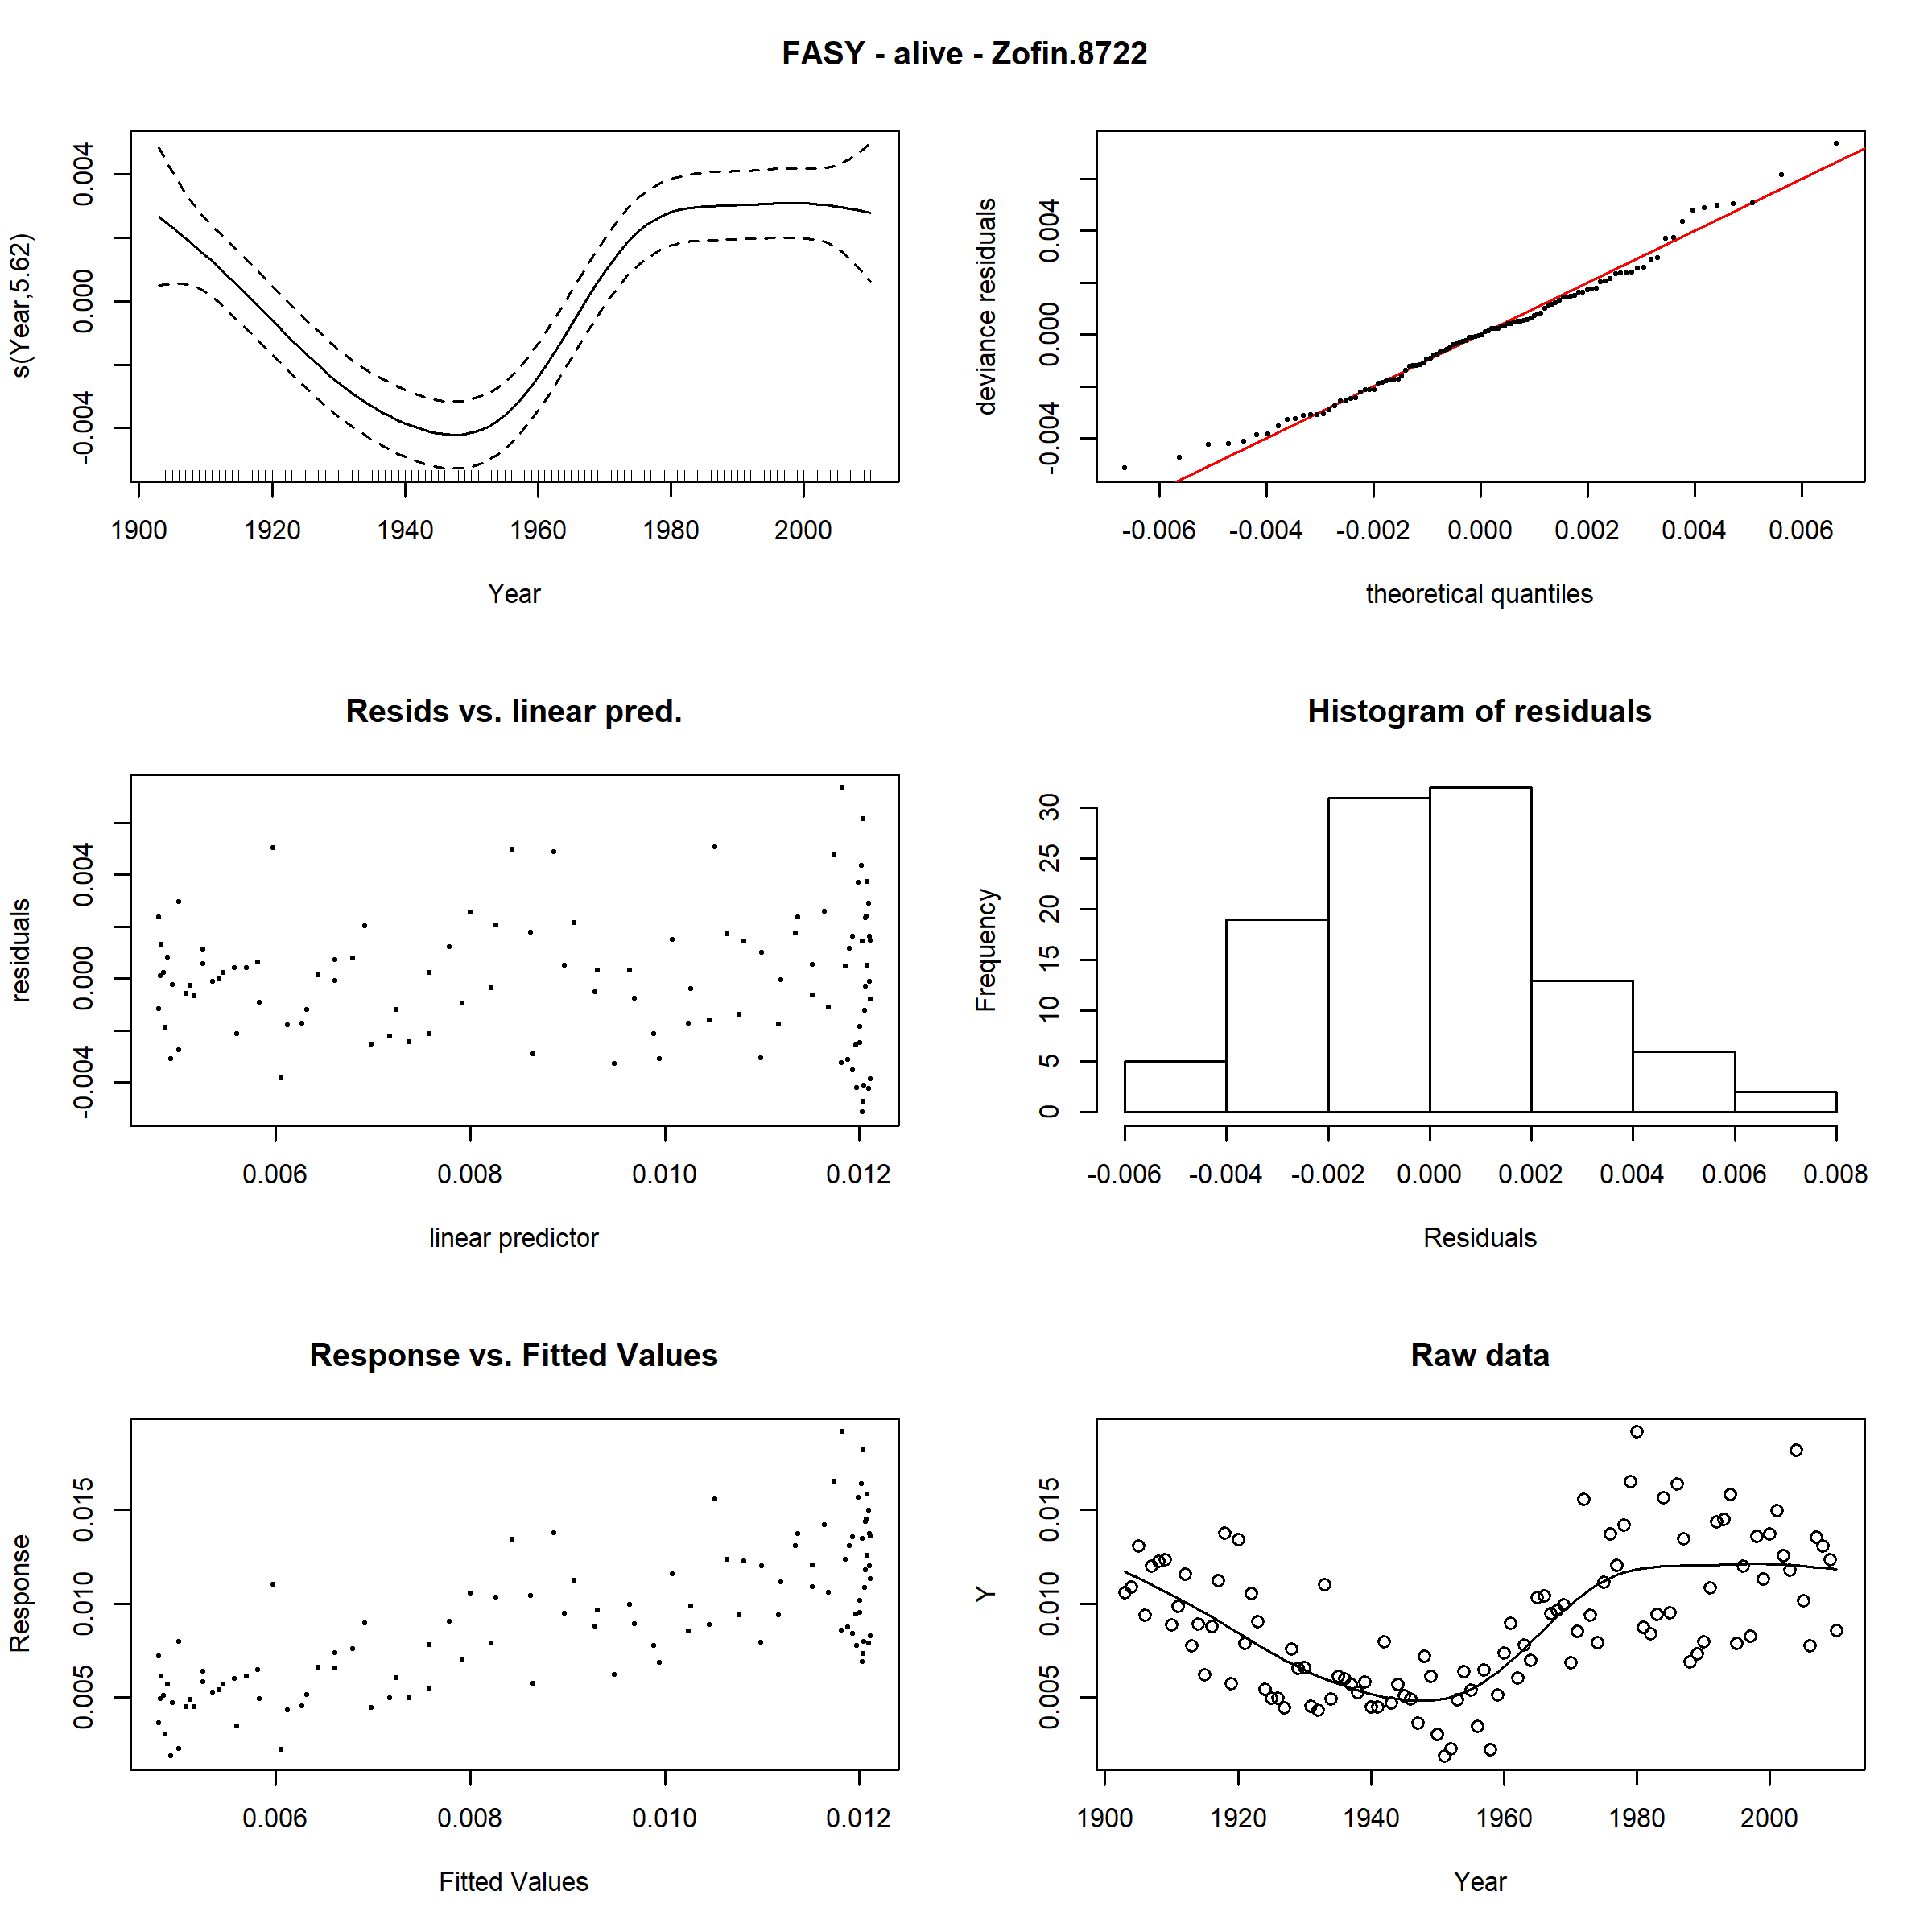 FASY - alive - Zofin.8722
s(Year,5.62)
-0.004 0.000 0.004
1900 1920 1940 1960 1980 2000
Year
deviance residuals
-0.004 0.000 0.004
-0.006 -0.004 -0.002 0.000 0.002 0.004 0.006
theoretical quantiles
Resids vs. linear pred.
residuals
-0.004 0.000 0.004
0.006 0.008 0.010 0.012
linear predictor
Histogram of residuals
Frequency
0 5 10 15 20 25 30
-0.006 -0.004 -0.002 0.000 0.002 0.004 0.006 0.008
Residuals
Response vs. Fitted Values
Response
0.005 0.010 0.015
0.006 0.008 0.010 0.012
Fitted Values
Raw data
Y
0.005 0.010 0.015
1900 1920 1940 1960 1980 2000
Year